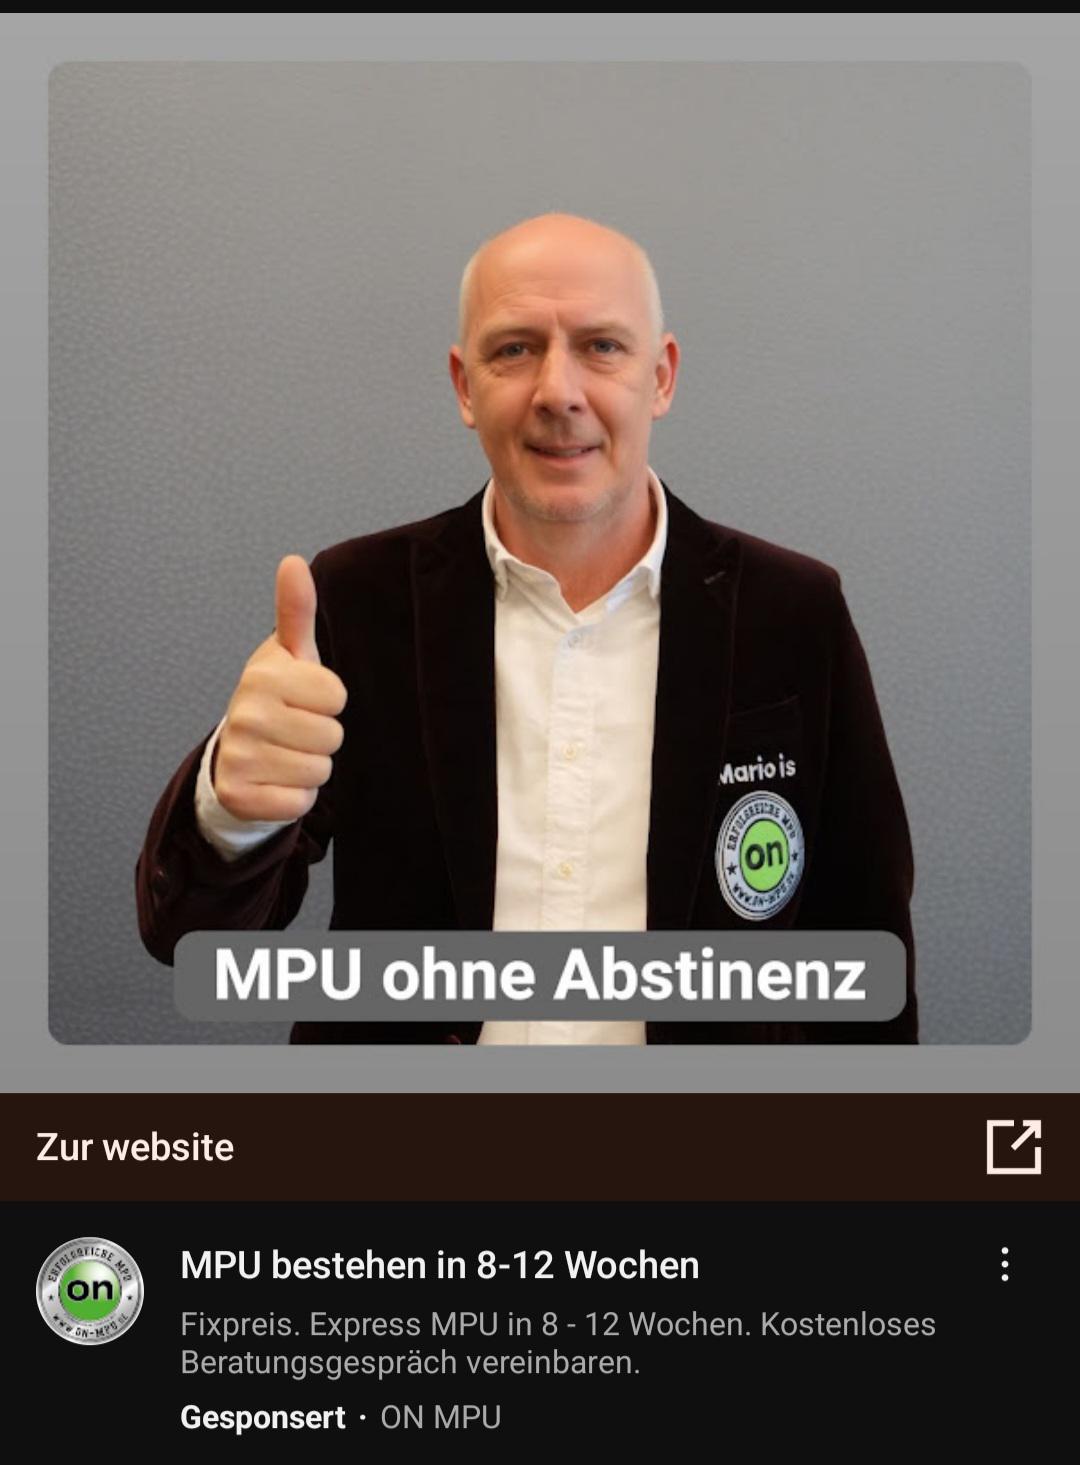 Mario is
ERFOLGREICHE MPU
on
WWW.ON-MPU.DE
MPU ohne Abstinenz
Zur website
ERFOLGREICHE MPU
on
WWW.ON-MPU.DE
MPU bestehen in 8-12 Wochen
Fixpreis. Express MPU in 8 - 12 Wochen. Kostenloses
Beratungsgespräch vereinbaren.
Gesponsert · ON MPU